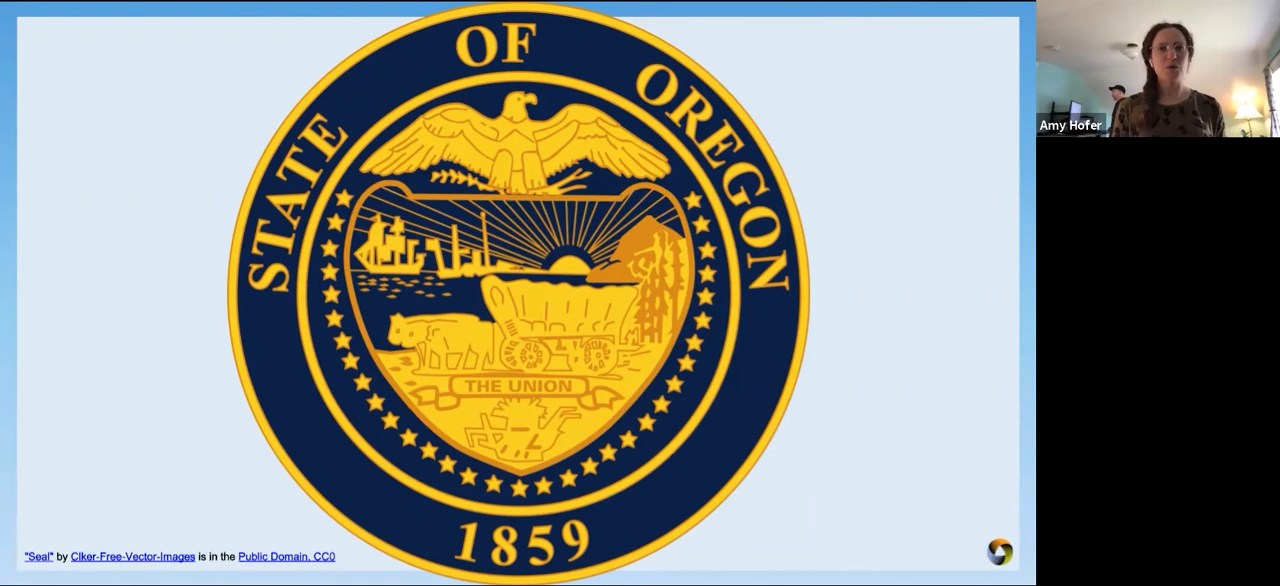 STATE OF OREGON
THE UNION
1859
"Seal" by Clker-Free-Vector-Images is in the Public Domain, CC0
Amy Hofer